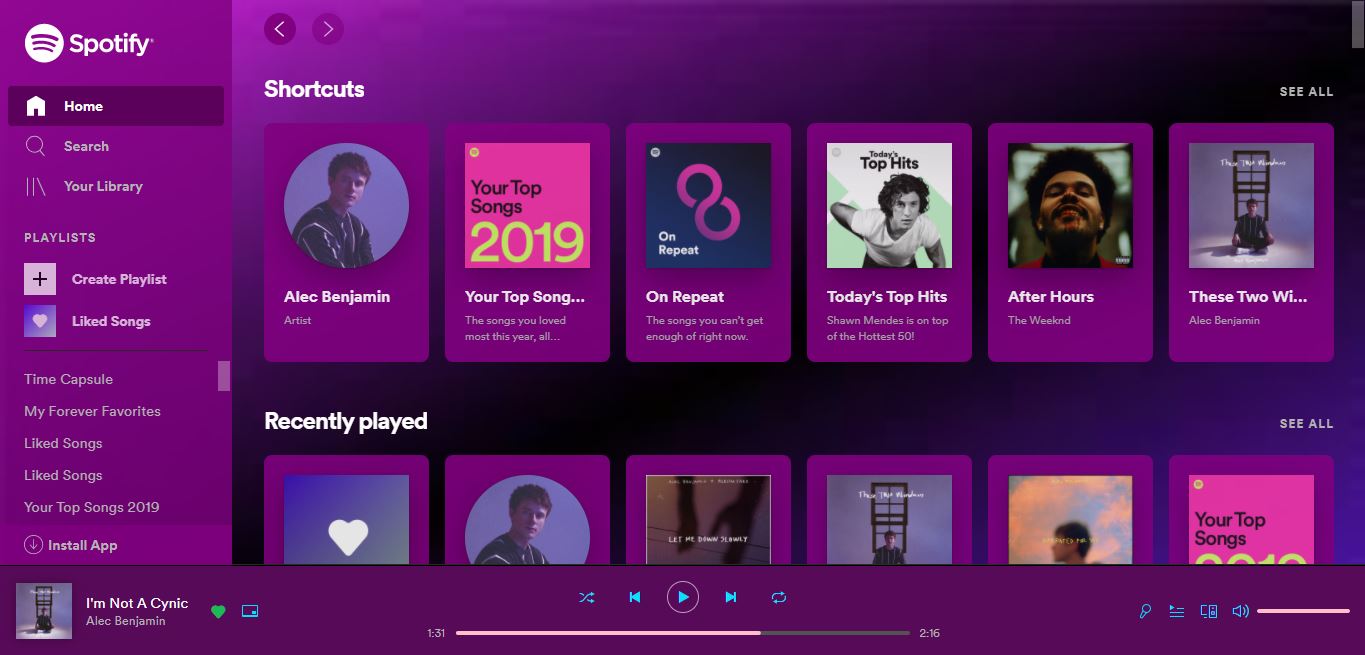 Spotify
Home
Search
Your Library
PLAYLISTS
Create Playlist
Liked Songs
Time Capsule
My Forever Favorites
Liked Songs
Liked Songs
Your Top Songs 2019
Install App
Shortcuts
SEE ALL
Your Top
Songs
2019
On
Repeat
Today's
Top Hits
These Two Windows
Alec Benjamin
Artist
Your Top Song...
The songs you loved
most this year, all...
On Repeat
The songs you can't get
enough of right now.
Today's Top Hits
Shawn Mendes is on top
of the Hottest 50!
After Hours
The Weeknd
These Two Wi...
Alec Benjamin
Recently played
SEE ALL
LET ME DOWN SLOWLY
These Two Windows
Your Top
Songs
2019
I'm Not A Cynic
Alec Benjamin
1:31
2:16